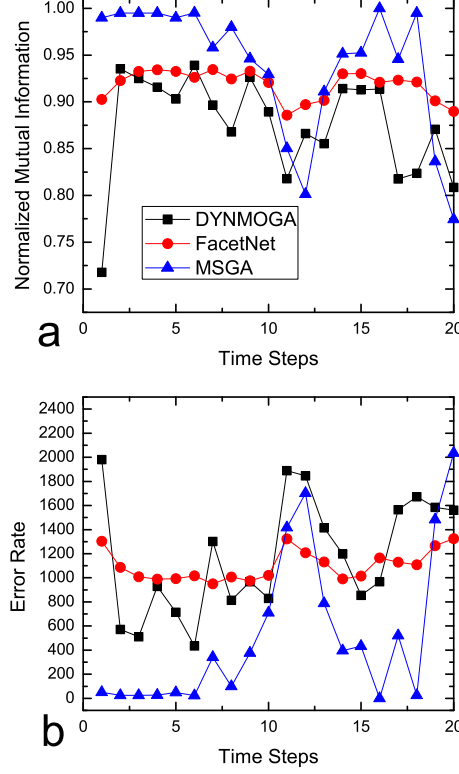 1.00
0.95
0.90
0.85
0.80
0.75
0.70
Normalized Mutual Information
DYNMOGA
FacetNet
MSGA
0 5 10 15 20
a
Time Steps
2400
2200
2000
1800
1600
1400
1200
1000
800
600
400
200
0
Error Rate
0 5 10 15 20
b
Time Steps